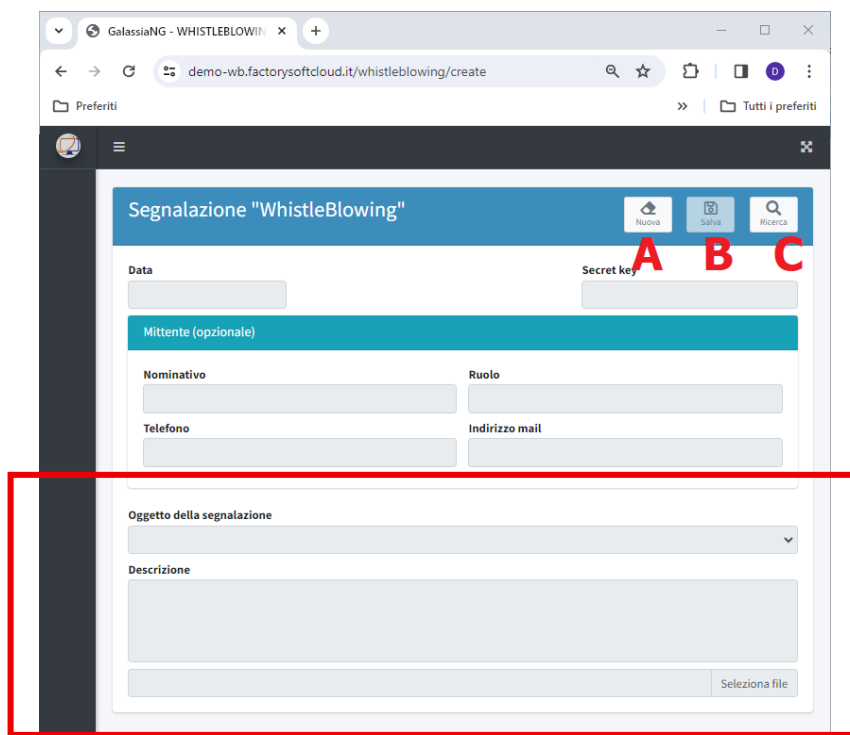 GalassiaNG - WHISTLEBLOWIN
demo-wb.factorysoftcloud.it/whistleblowing/create
D
Preferiti
Tutti i preferiti
Segnalazione "WhistleBlowing"
Nuova
Salva
Ricerca
A
B
C
Data
Secret key
Mittente (opzionale)
Nominativo
Ruolo
Telefono
Indirizzo mail
Oggetto della segnalazione
Descrizione
Seleziona file